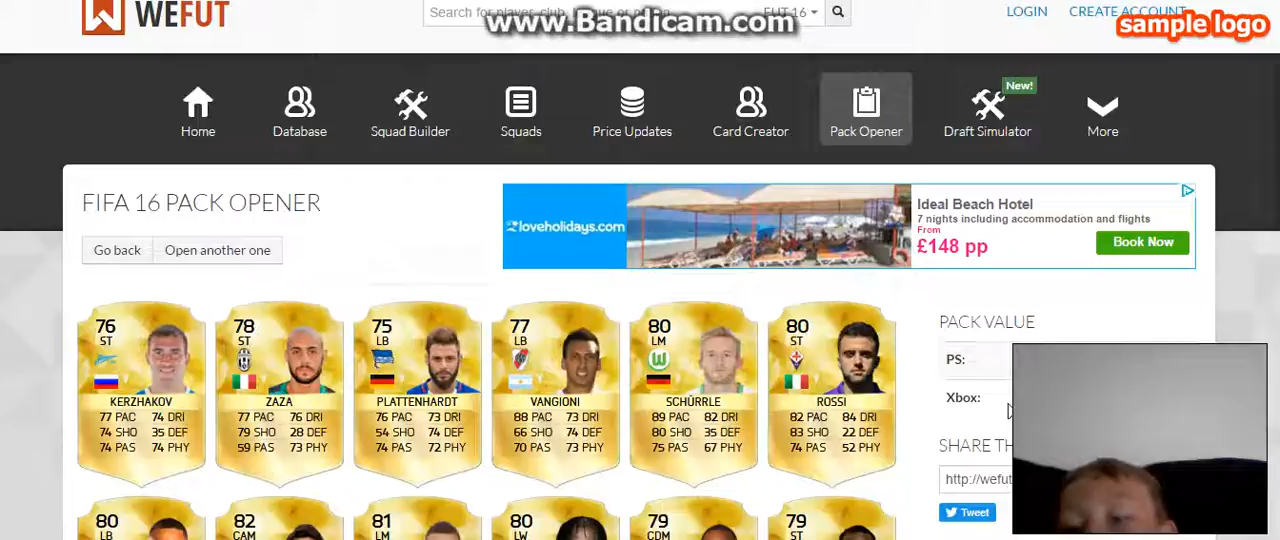 WEFUT
Search for player, club,
FUT 16
www.Bandicam.com
LOGIN
CREATE ACCOUNT
sample logo
Home
Database
Squad Builder
Squads
Price Updates
Card Creator
Pack Opener
New!
Draft Simulator
More
FIFA 16 PACK OPENER
Go back
Open another one
loveholidays.com
Ideal Beach Hotel
7 nights including accommodation and flights
From
£148 pp
Book Now
76
ST
KERZHAKOV
77 PAC 74 DRI
74 SHO 35 DEF
74 PAS 74 PHY
78
ST
ZAZA
77 PAC 76 DRI
79 SHO 28 DEF
59 PAS 73 PHY
75
LB
PLATTENHARDT
76 PAC 73 DRI
54 SHO 74 DEF
74 PAS 72 PHY
77
LB
VANGIONI
88 PAC 73 DRI
66 SHO 74 DEF
70 PAS 73 PHY
80
LM
SCHÜRRLE
89 PAC 82 DRI
80 SHO 35 DEF
75 PAS 67 PHY
80
ST
ROSSI
82 PAC 84 DRI
83 SHO 22 DEF
74 PAS 52 PHY
PACK VALUE
PS:
Xbox:
SHARE TH
http://wefut
Tweet
80
LB
82
CAM
81
LM
80
LW
79
CDM
79
ST